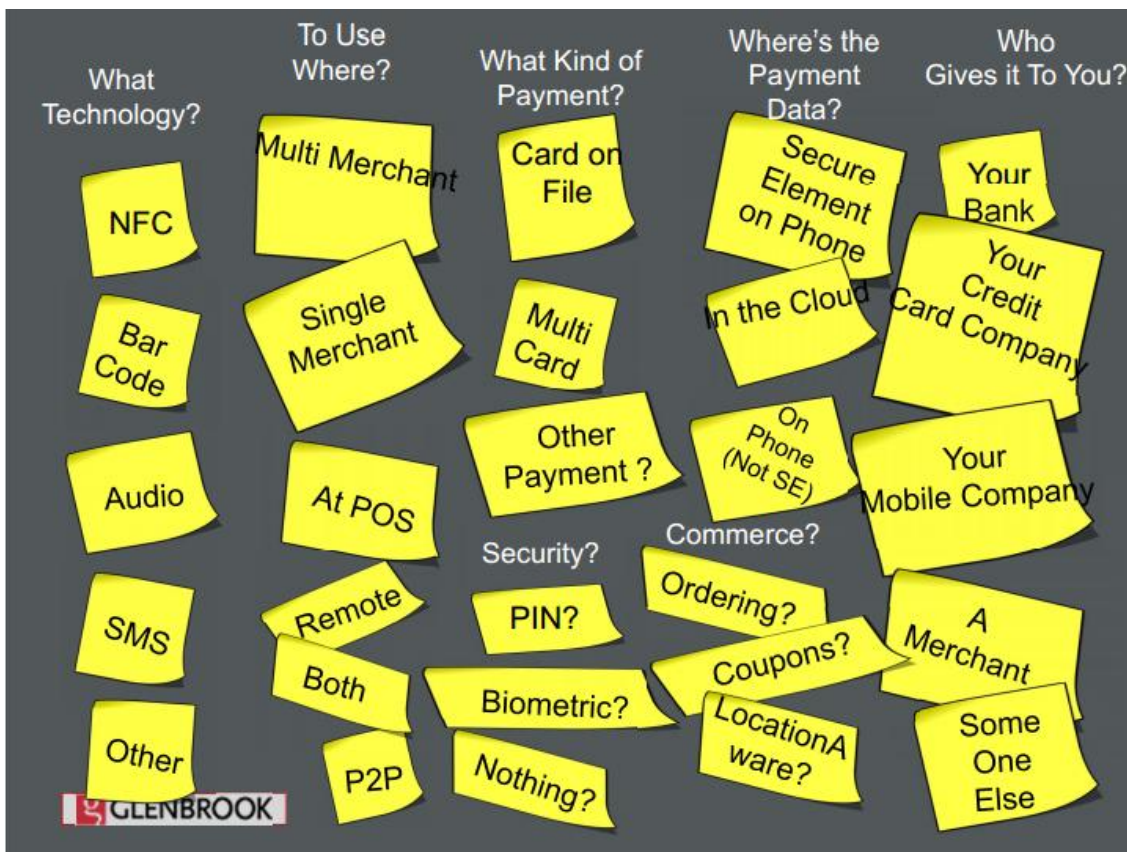 What
Technology?
NFC
Bar
Code
Audio
SMS
Other
To Use
Where?
Multi Merchant
Single
Merchant
At POS
Remote
Both
P2P
What Kind of
Payment?
Card on
File
Multi
Card
Other
Payment ?
Security?
PIN?
Biometric?
Nothing?
Where's the
Payment
Data?
Secure
Element
on Phone
In the Cloud
On
Phone
(Not SE)
Commerce?
Ordering?
Coupons?
LocationA
ware?
Who
Gives it To You?
Your
Bank
Your
Credit
Card Company
Your
Mobile Company
A
Merchant
Some
One
Else
g GLENBROOK